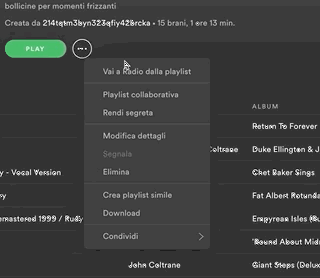 bollicine per momenti frizzanti
Creata da • 15 brani, 1 ore 13 min.
PLAY
Vai a Radio dalla playlist
ALBUM
Playlist collaborativa
Rendi segreta
Return To Forever
Modifica dettagli
Coltrane
Duke Ellington & J
Segnala
y - Vocal Version
Elimina
Chet Baker Sings
Crea playlist simile
Fat Albert Rotunda
emastered 1999 / Rudy
Download
Empyrean Isles (Ru
Condividi
'Round About Midn
John Coltrane
Giant Steps (Delux